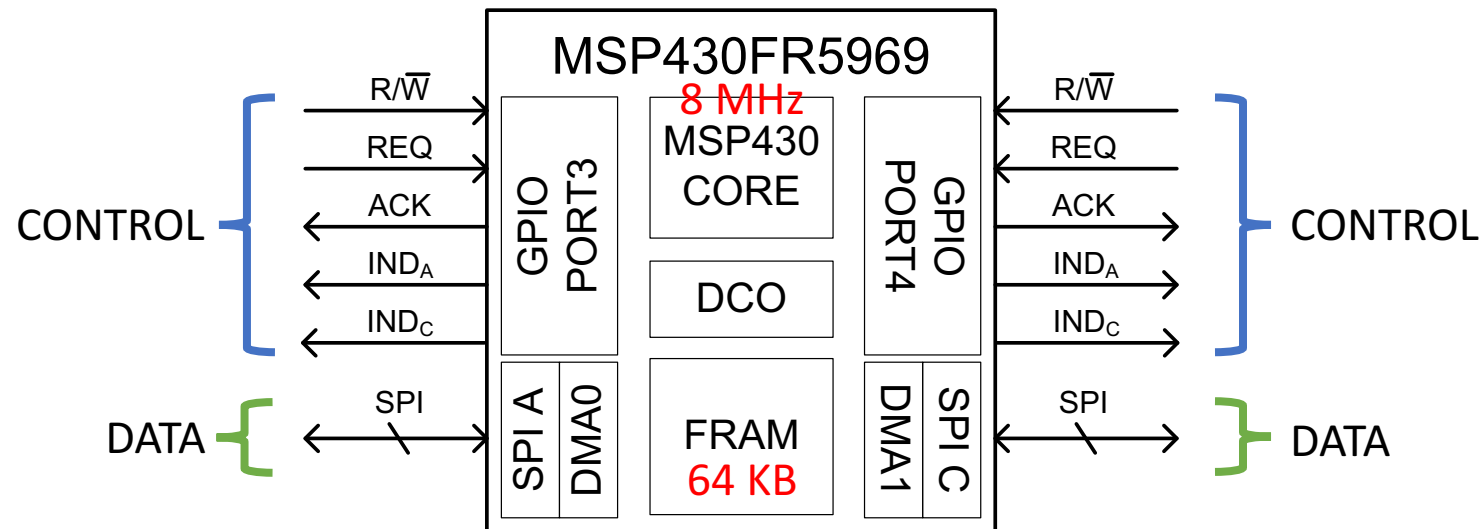 MSP430FR5969
CONTROL
R/W̅
REQ
ACK
IND_A
IND_C
DATA
SPI
GPIO
PORT3
SPI A
DMA0
8 MHz
MSP430
CORE
DCO
FRAM
64 KB
GPIO
PORT4
SPI C
DMA1
R/W̅
REQ
ACK
IND_A
IND_C
SPI
CONTROL
DATA